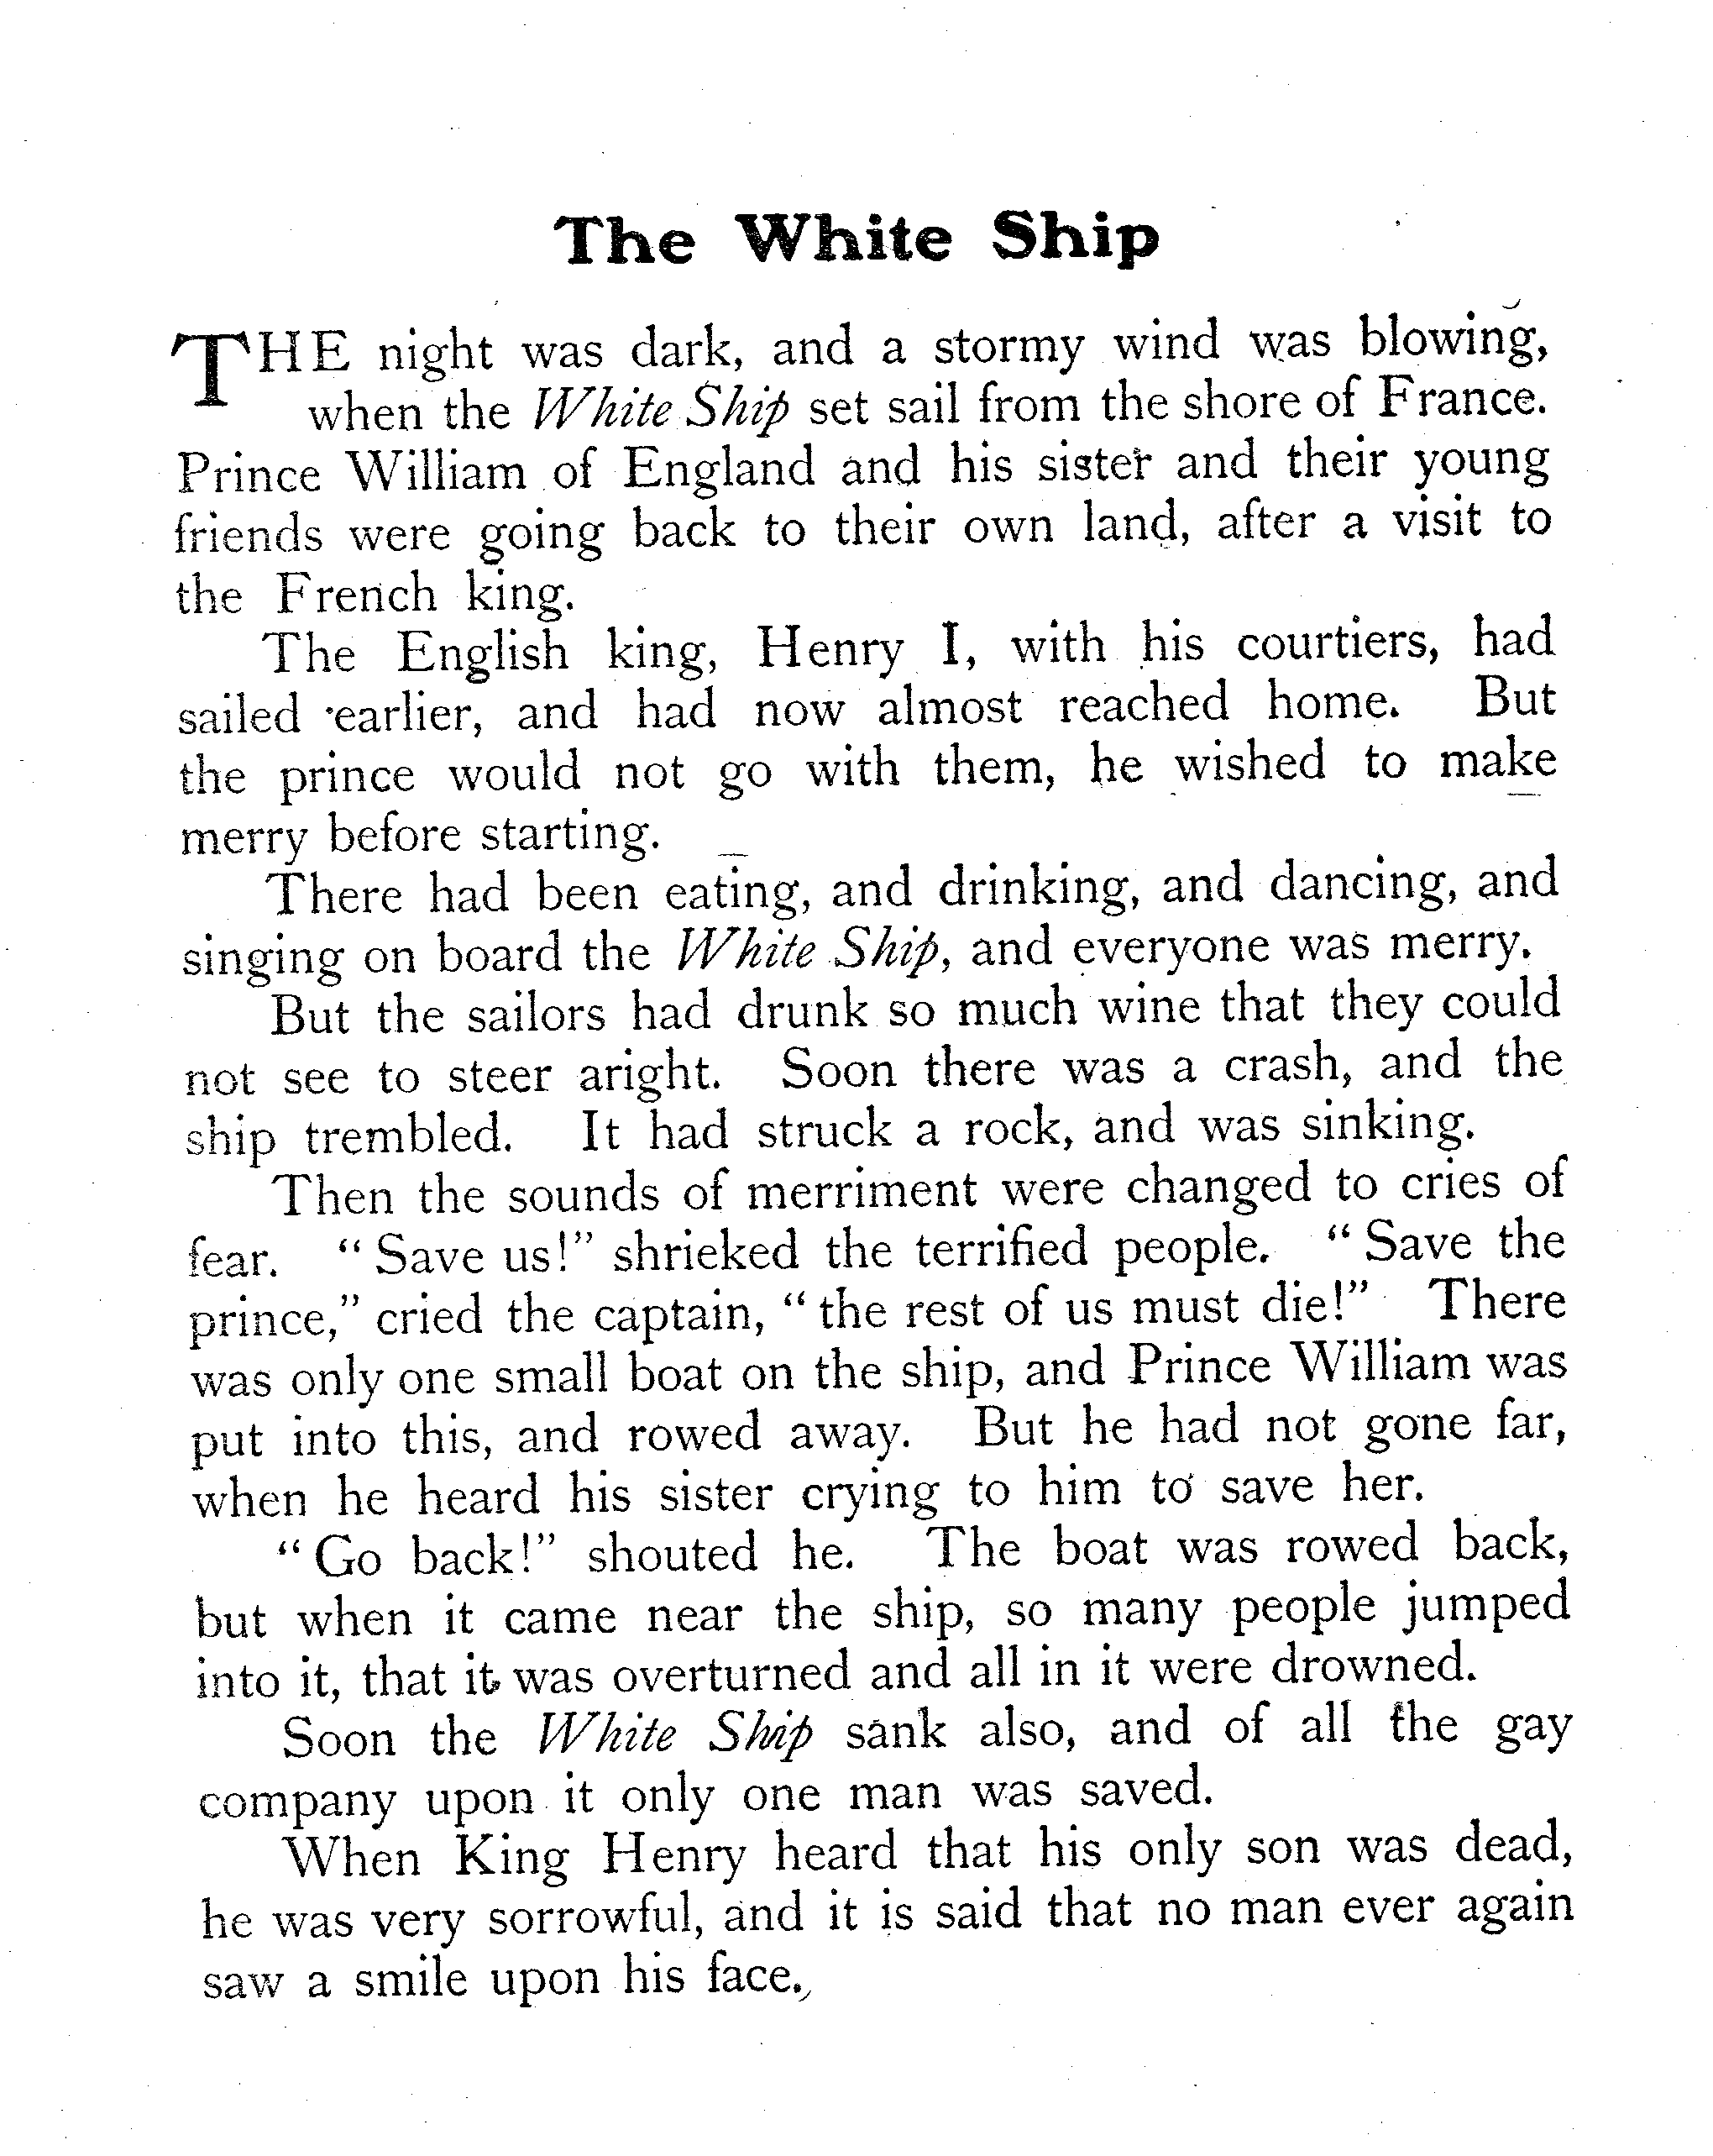 The White Ship
THE night was dark, and a stormy wind was blowing,
when the White Ship set sail from the shore of France.
Prince William of England and his sister and their young
friends were going back to their own land, after a visit to
the French king.
The English king, Henry I, with his courtiers, had
sailed earlier, and had now almost reached home. But
the prince would not go with them, he wished to make
merry before starting.
There had been eating, and drinking, and dancing, and
singing on board the White Ship, and everyone was merry.
But the sailors had drunk so much wine that they could
not see to steer aright. Soon there was a crash, and the
ship trembled. It had struck a rock, and was sinking.
Then the sounds of merriment were changed to cries of
fear. “Save us!” shrieked the terrified people. “Save the
prince,” cried the captain, “the rest of us must die!” There
was only one small boat on the ship, and Prince William was
put into this, and rowed away. But he had not gone far,
when he heard his sister crying to him to save her.
“Go back!” shouted he. The boat was rowed back,
but when it came near the ship, so many people jumped
into it, that it was overturned and all in it were drowned.
Soon the White Ship sank also, and of all the gay
company upon it only one man was saved.
When King Henry heard that his only son was dead,
he was very sorrowful, and it is said that no man ever again
saw a smile upon his face.